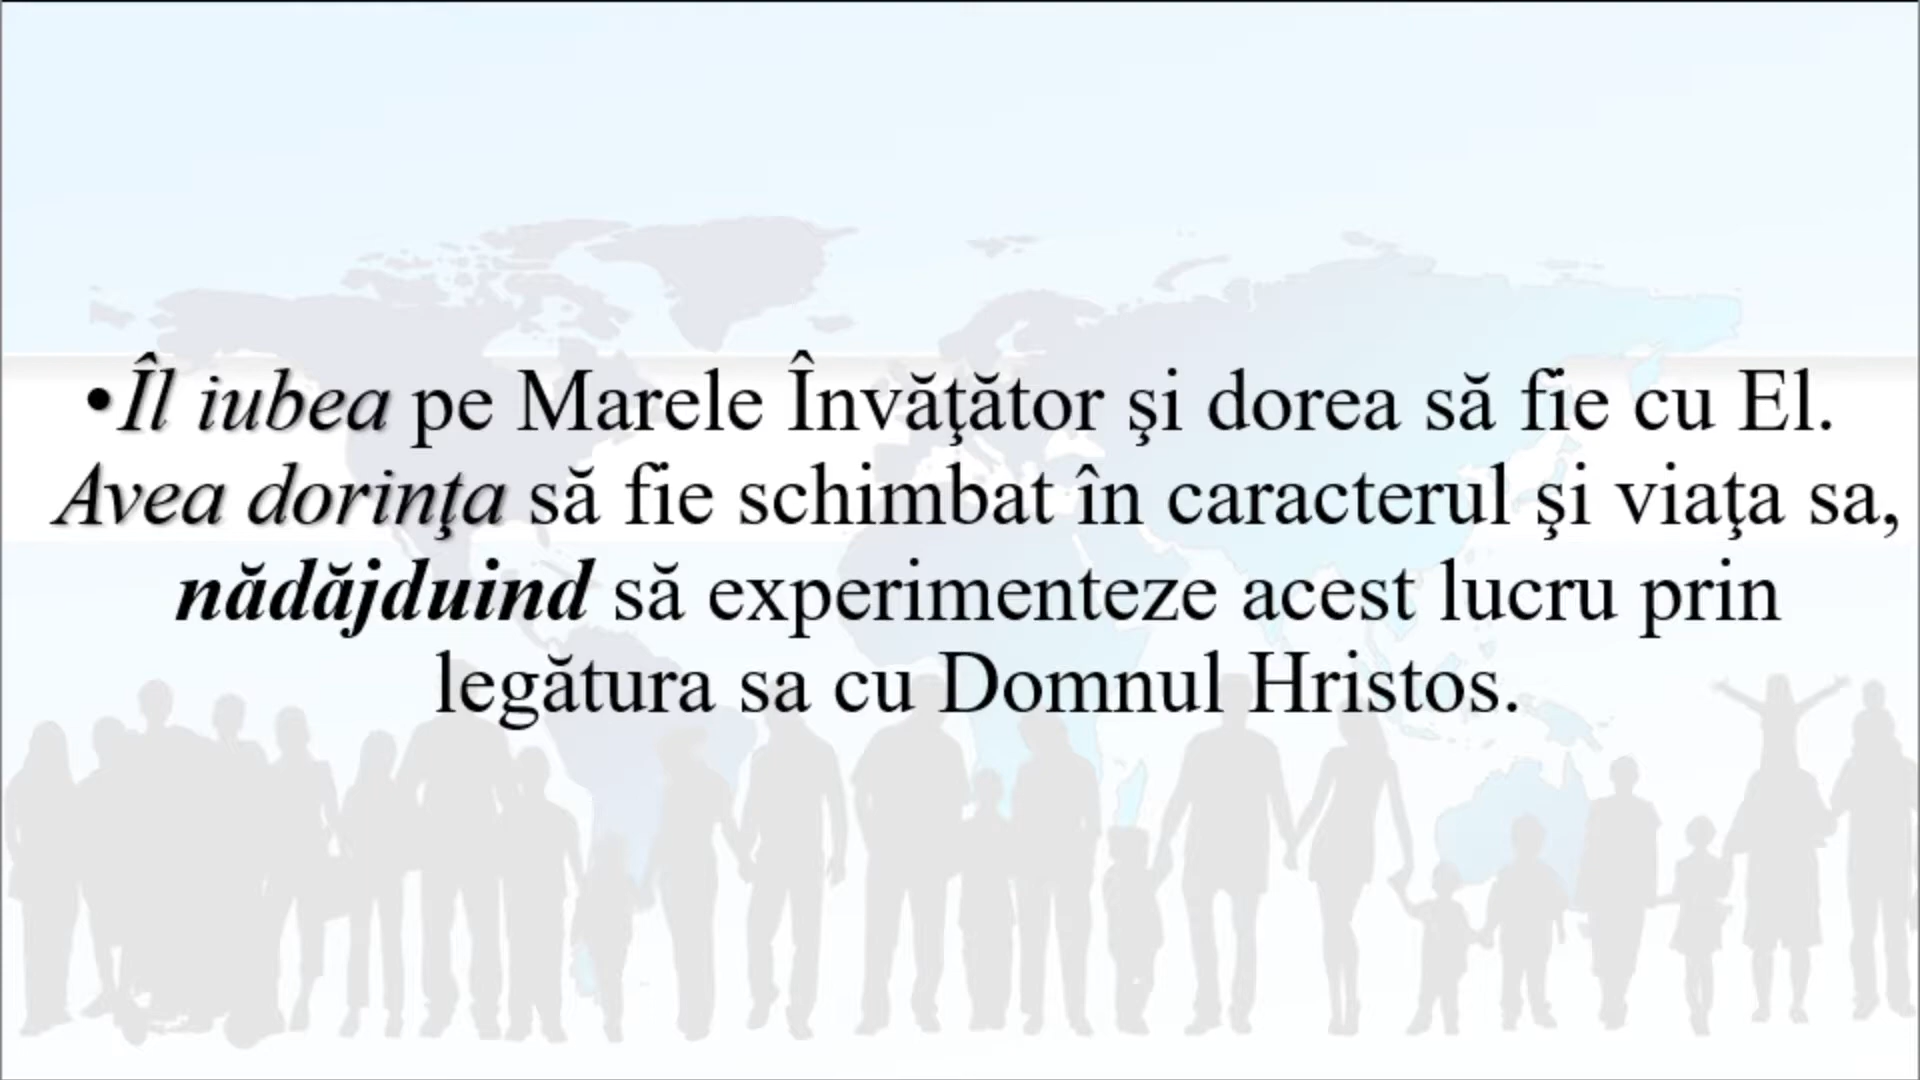 •Îl iubea pe Marele Învăţător şi dorea să fie cu El.
Avea dorinţa să fie schimbat în caracterul şi viaţa sa,
nădăjduind să experimenteze acest lucru prin
legătura sa cu Domnul Hristos.